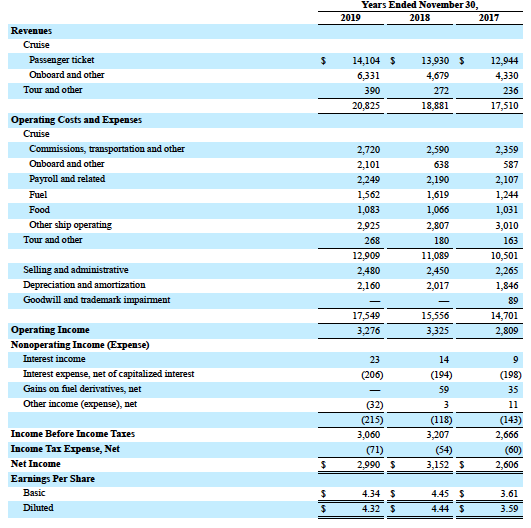 Years Ended November 30,
2019 2018 2017
Revenues
Cruise
Passenger ticket $ 14,104 $ 13,930 $ 12,944
Onboard and other 6,331 4,679 4,330
Tour and other 390 272 236
20,825 18,881 17,510
Operating Costs and Expenses
Cruise
Commissions, transportation and other 2,720 2,590 2,359
Onboard and other 2,101 638 587
Payroll and related 2,249 2,190 2,107
Fuel 1,562 1,619 1,244
Food 1,083 1,066 1,031
Other ship operating 2,925 2,807 3,010
Tour and other 268 180 163
12,909 11,089 10,501
Selling and administrative 2,480 2,450 2,265
Depreciation and amortization 2,160 2,017 1,846
Goodwill and trademark impairment — — 89
17,549 15,556 14,701
Operating Income 3,276 3,325 2,809
Nonoperating Income (Expense)
Interest income 23 14 9
Interest expense, net of capitalized interest (206) (194) (198)
Gains on fuel derivatives, net — 59 35
Other income (expense), net (32) 3 11
(215) (118) (143)
Income Before Income Taxes 3,060 3,207 2,666
Income Tax Expense, Net (71) (54) (60)
Net Income $ 2,990 $ 3,152 $ 2,606
Earnings Per Share
Basic $ 4.34 $ 4.45 $ 3.61
Diluted $ 4.32 $ 4.44 $ 3.59